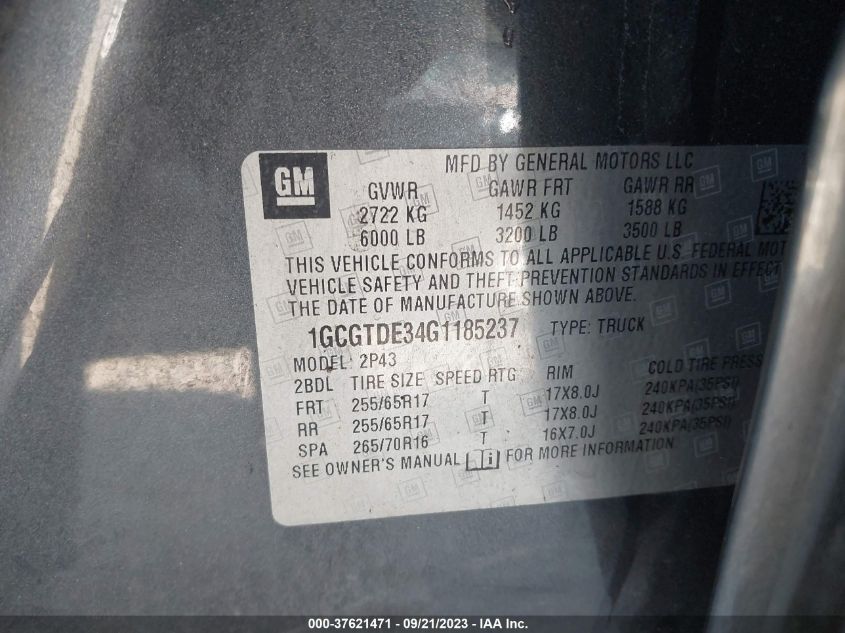 GM
MFD BY GENERAL MOTORS LLC
GVWR GAWR FRT GAWR RR
2722 KG 1452 KG 1588 KG
6000 LB 3200 LB 3500 LB
THIS VEHICLE CONFORMS TO ALL APPLICABLE U.S. FEDERAL MOT
VEHICLE SAFETY AND THEFT PREVENTION STANDARDS IN EFFECT
THE DATE OF MANUFACTURE SHOWN ABOVE.
1GCGTDE34G1185237 TYPE: TRUCK
MODEL: 2P43
2BDL TIRE SIZE SPEED RTG RIM COLD TIRE PRESS
FRT 255/65R17 T 17X8.0J 240KPA(35PSI)
RR 255/65R17 T 17X8.0J 240KPA(35PSI)
SPA 265/70R16 T 16X7.0J 240KPA(35PSI)
SEE OWNER'S MANUAL i FOR MORE INFORMATION
000-37621471 - 09/21/2023 - IAA Inc.